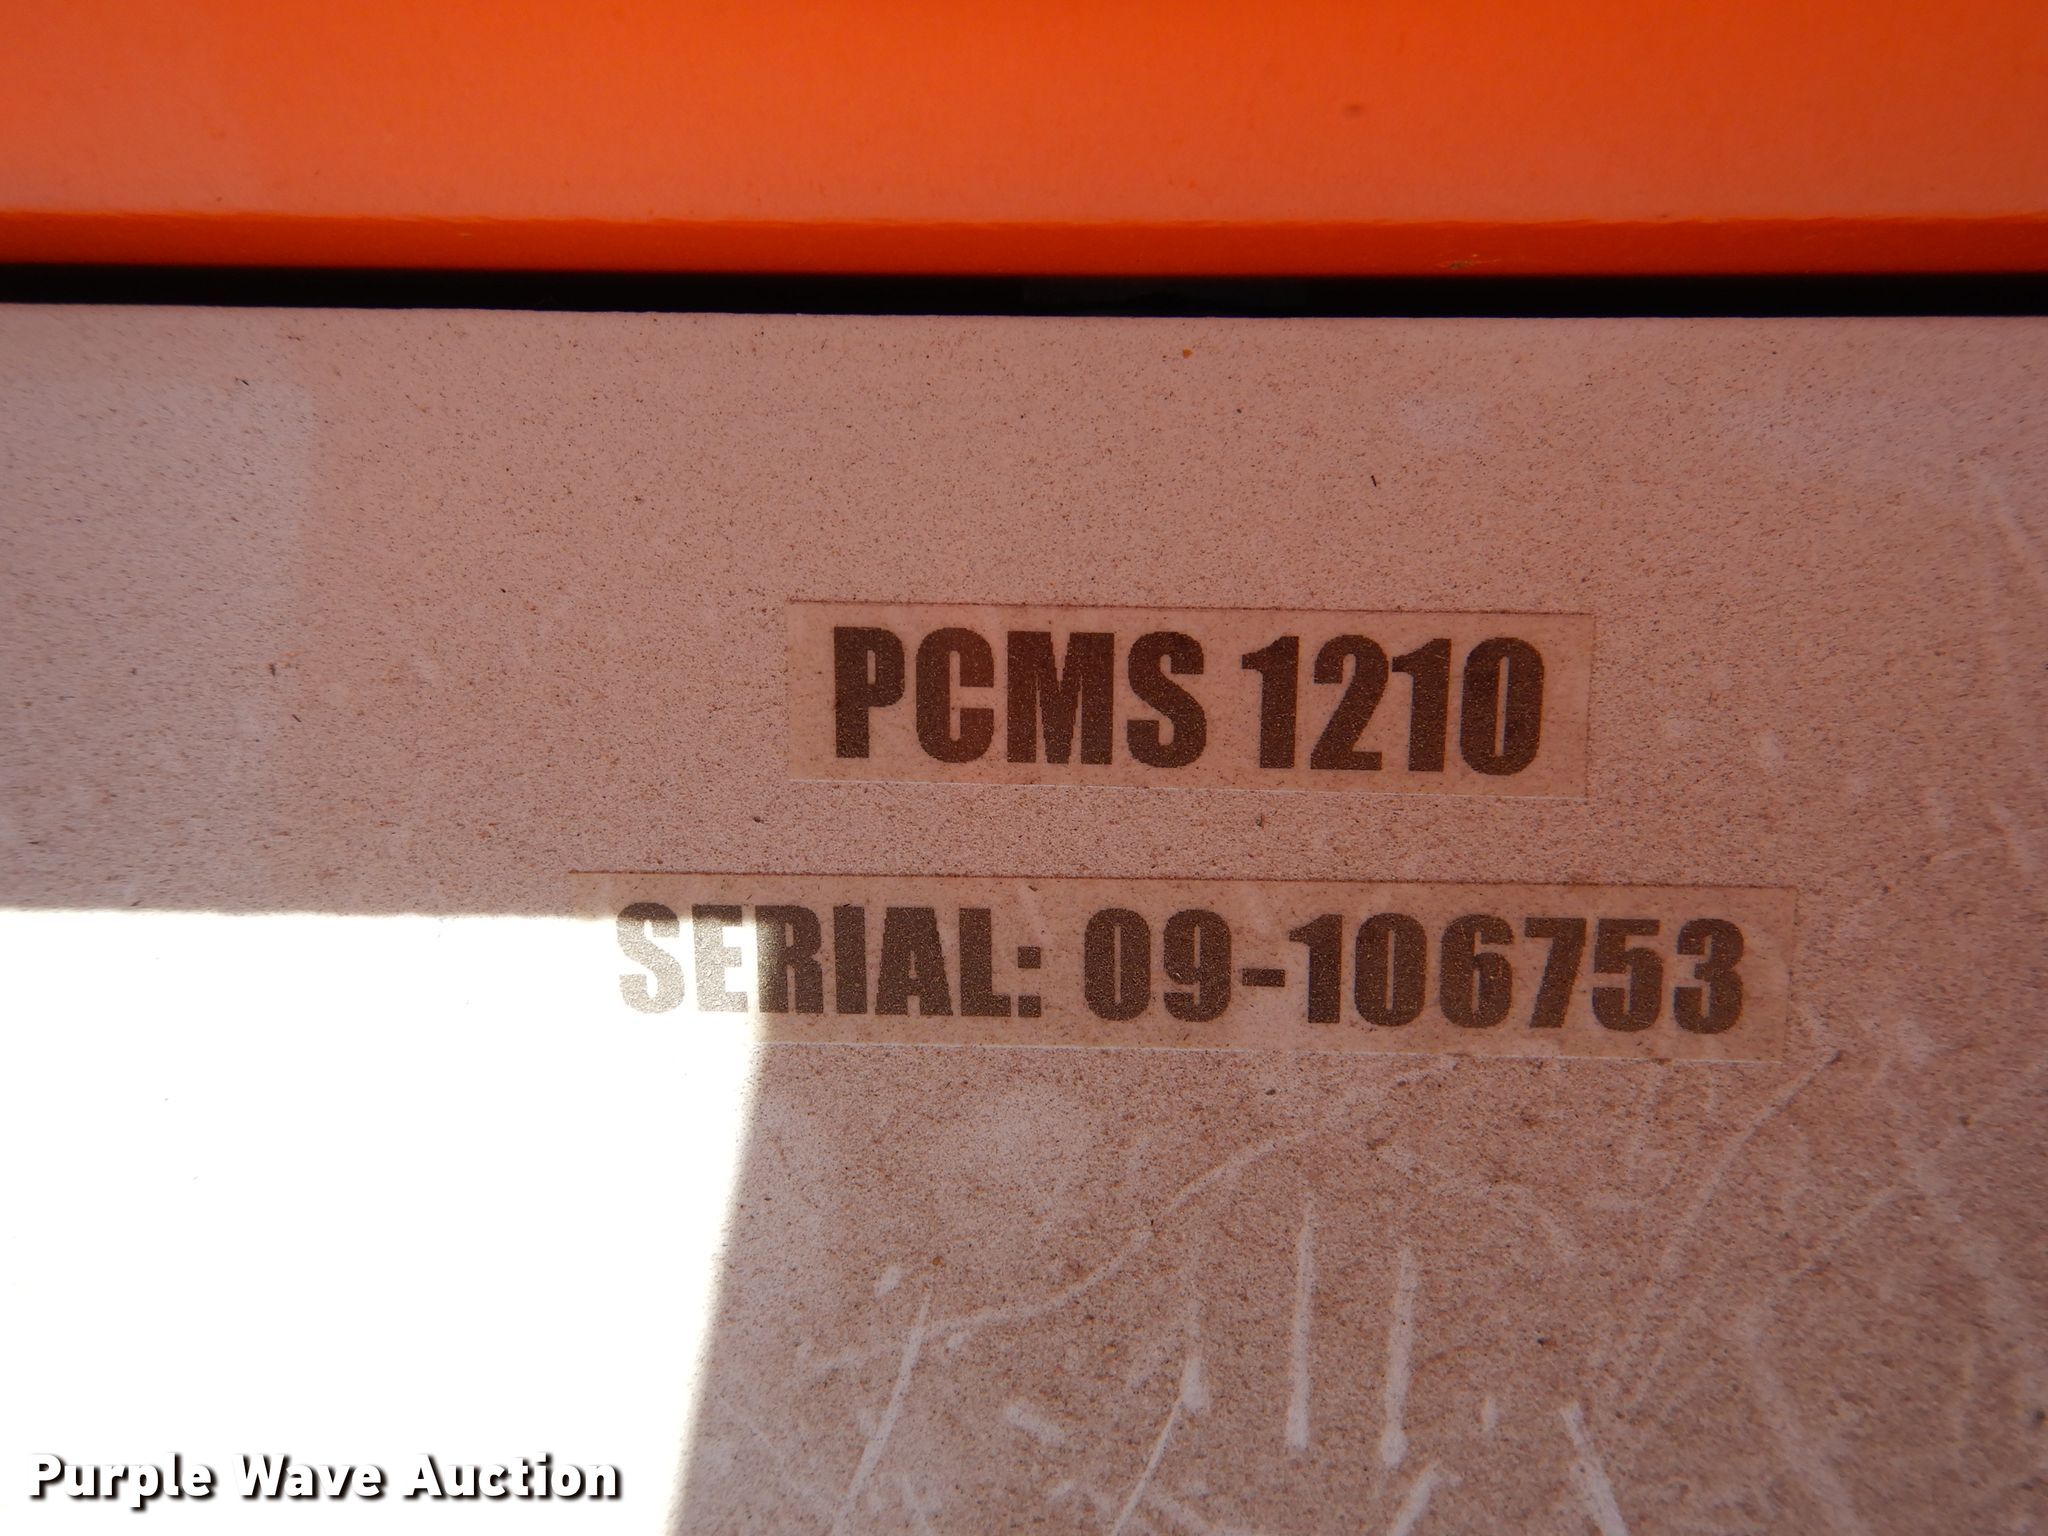 PCMS 1210
SERIAL: 09-106753
Purple Wave Auction